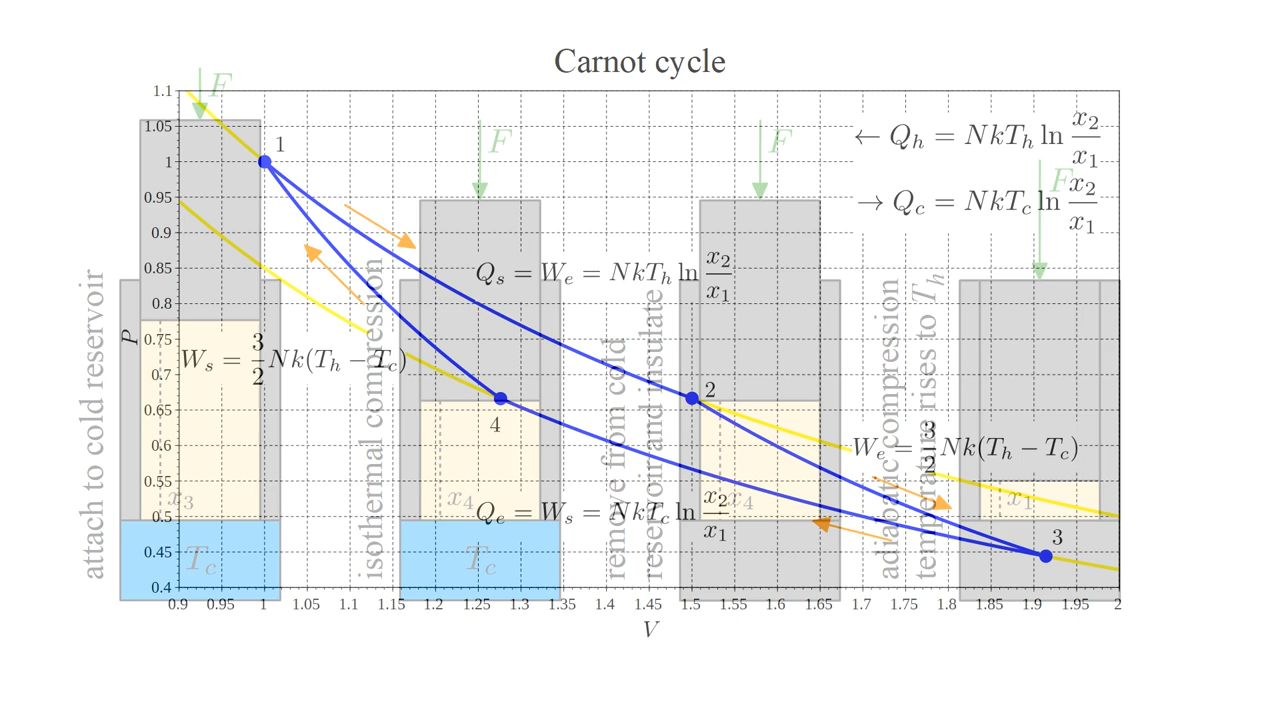 Carnot cycle
F
F
F
F
1.1
1.05
1
0.95
0.9
0.85
0.8
0.75
0.7
0.65
0.6
0.55
0.5
0.45
0.4
P
1
2
3
4
← Q_h = NkT_h ln x_2/x_1
→ Q_c = NkT_c ln x_2/x_1
Q_s = W_e = NkT_h ln x_2/x_1
W_s = 3/2 Nk(T_h − T_c)
W_e = 3/2 Nk(T_h − T_c)
Q_e = W_s = NkT_c ln x_2/x_1
attach to cold reservoir
isothermal compression
remove from cold
reservoir and insulate
adiabatic compression
temperature rises to T_h
x_3
x_4
x_4
x_1
T_c
T_c
0.9 0.95 1 1.05 1.1 1.15 1.2 1.25 1.3 1.35 1.4 1.45 1.5 1.55 1.6 1.65 1.7 1.75 1.8 1.85 1.9 1.95 2
V